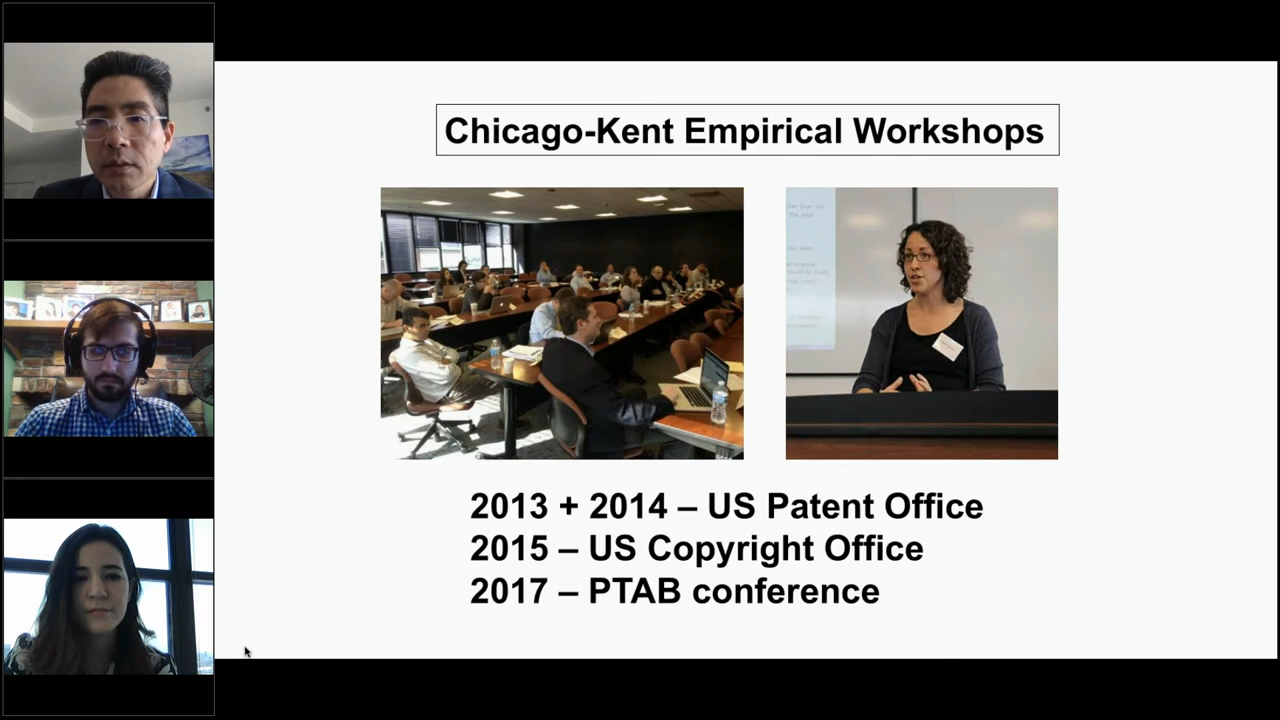 Chicago-Kent Empirical Workshops
2013 + 2014 – US Patent Office
2015 – US Copyright Office
2017 – PTAB conference